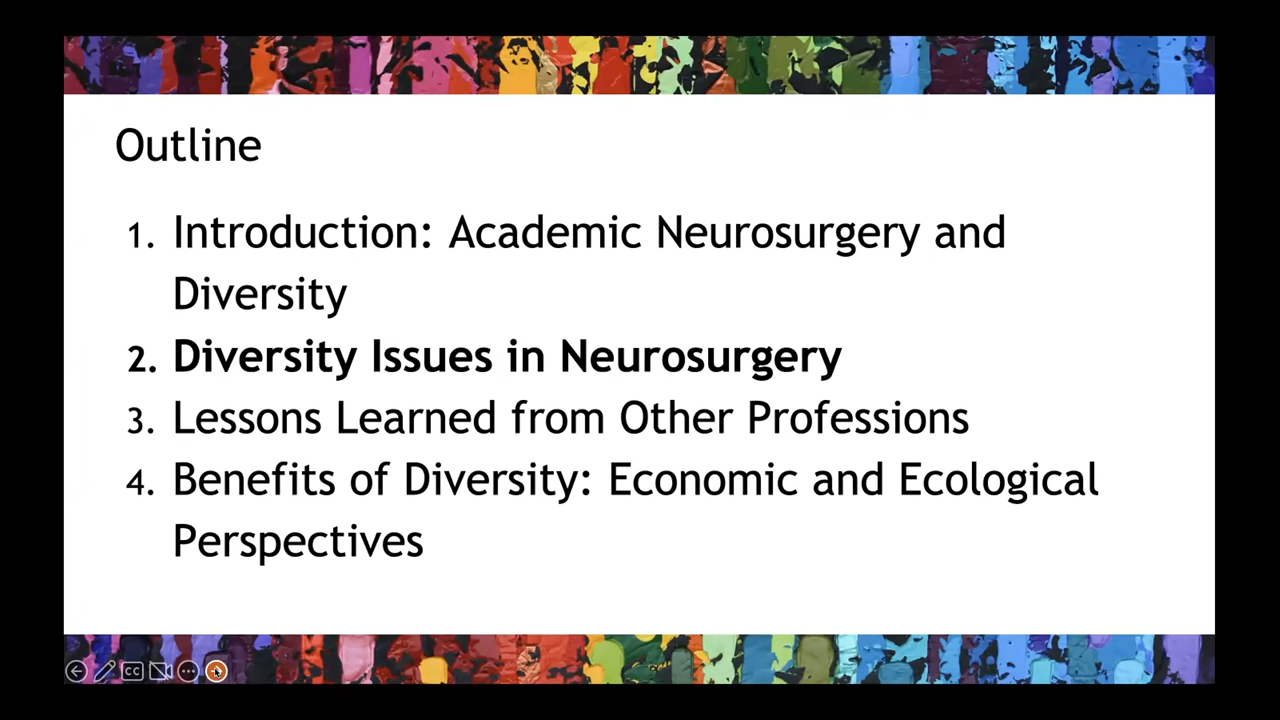 Outline
1. Introduction: Academic Neurosurgery and
Diversity
2. Diversity Issues in Neurosurgery
3. Lessons Learned from Other Professions
4. Benefits of Diversity: Economic and Ecological
Perspectives
CC